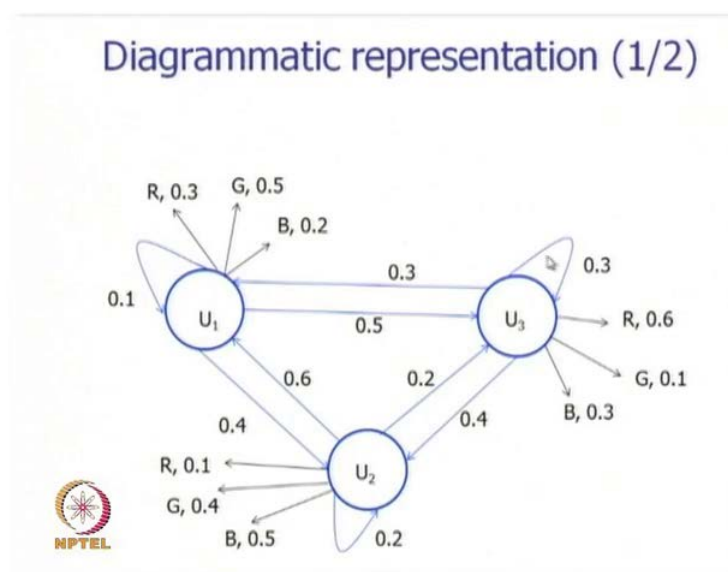 Diagrammatic representation (1/2)
R, 0.3
G, 0.5
B, 0.2
0.1
U₁
0.3
0.5
U₃
0.3
R, 0.6
G, 0.1
B, 0.3
0.6
0.2
0.4
0.4
R, 0.1
G, 0.4
B, 0.5
U₂
0.2
NPTEL